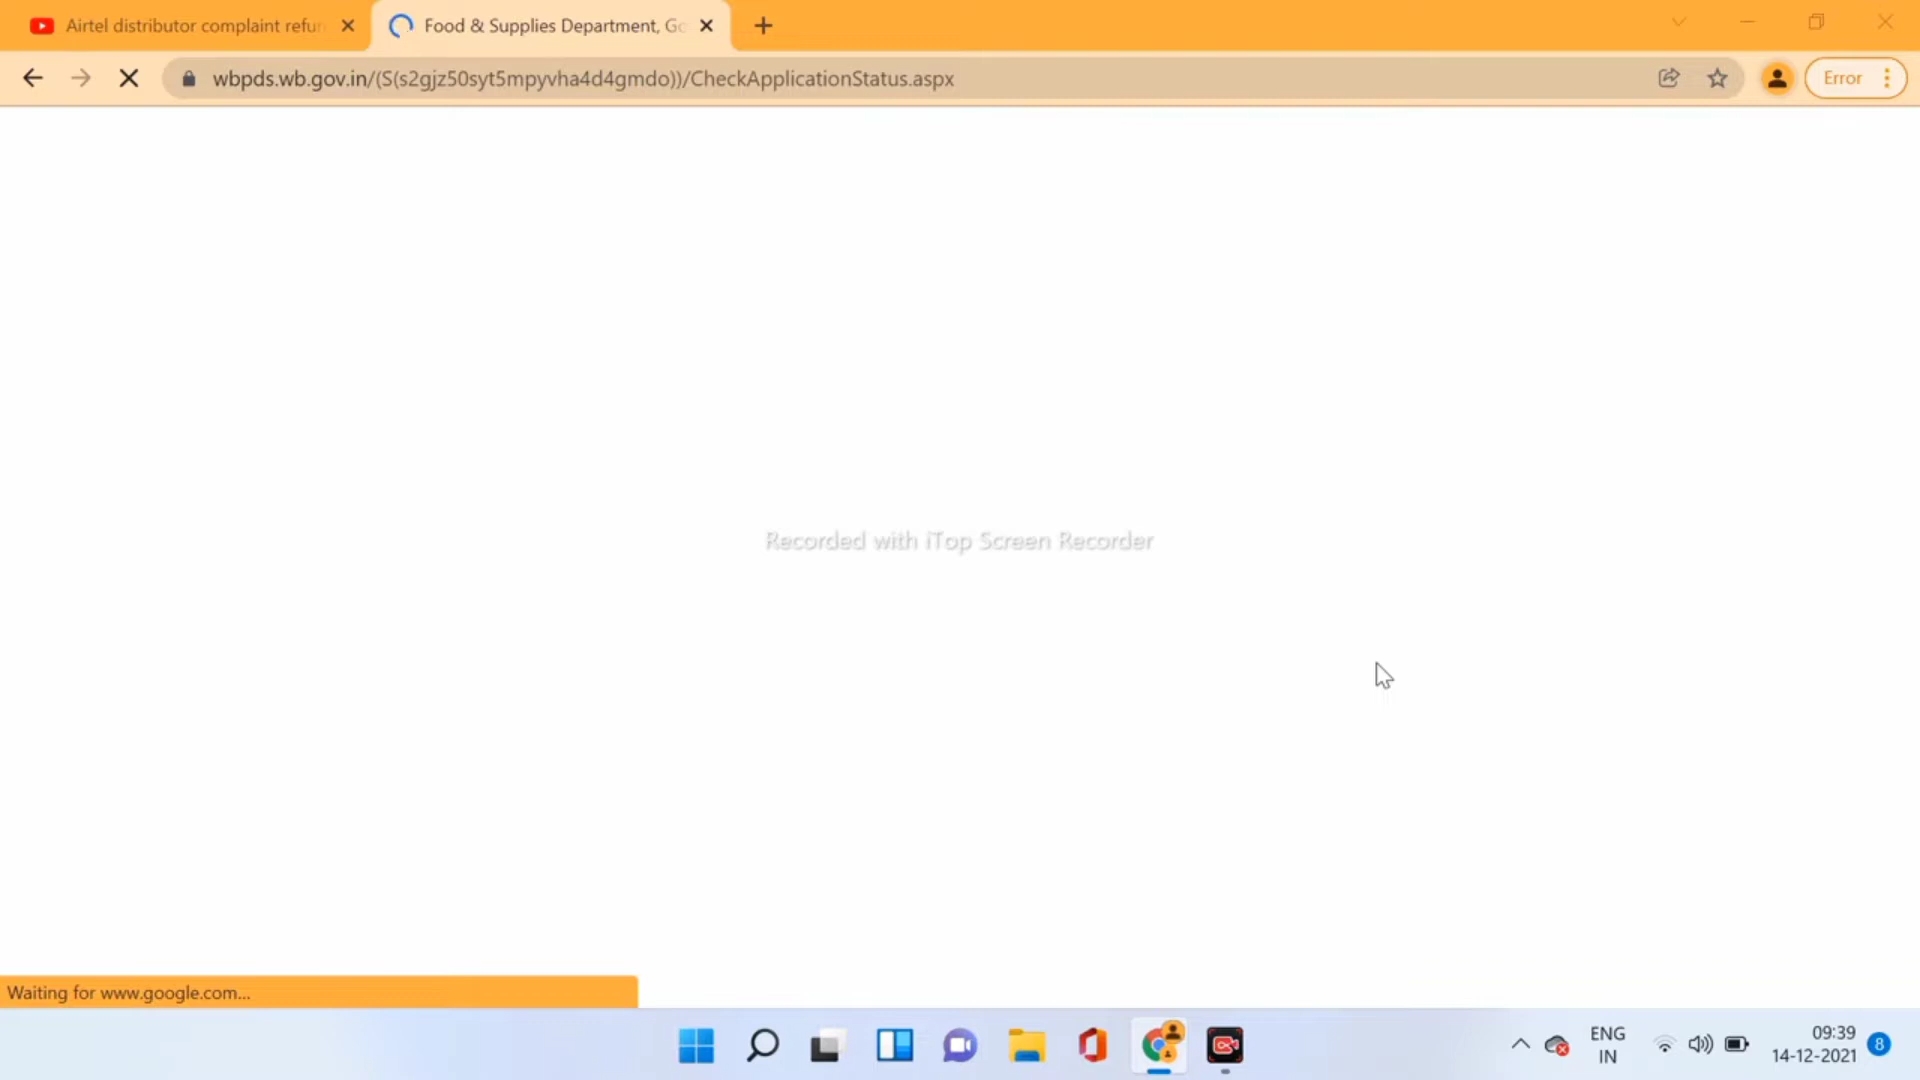 Airtel distributor complaint refun
Food & Supplies Department, Go
wbpds.wb.gov.in/(S(s2gjz50syt5mpyvha4d4gmdo))/CheckApplicationStatus.aspx
Error
Recorded with iTop Screen Recorder
Waiting for www.google.com...
ENG
IN
09:39
14-12-2021
8